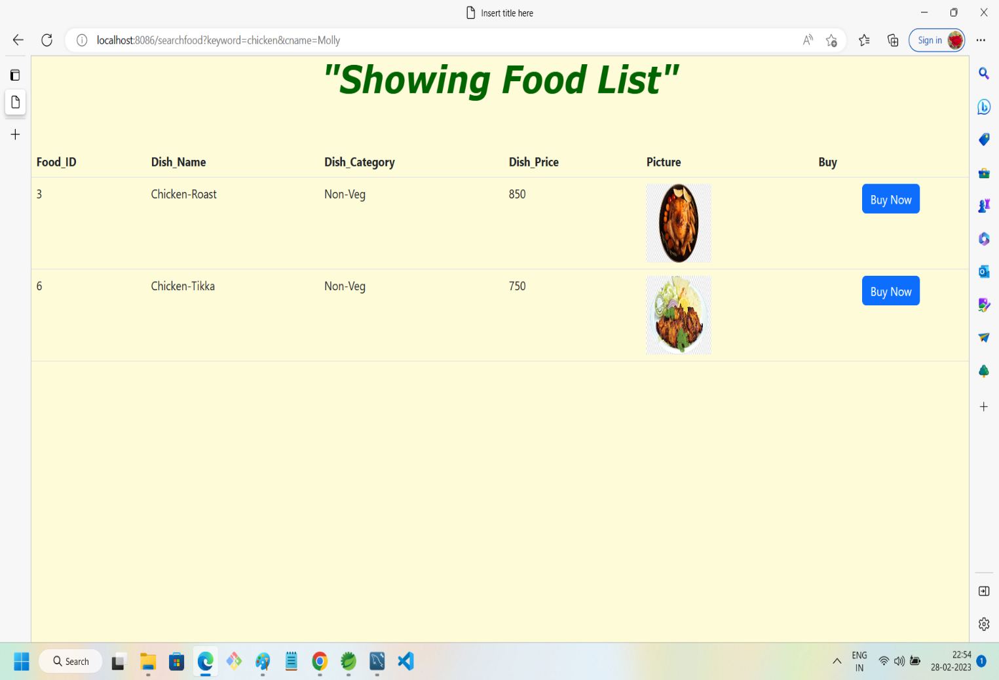 Insert title here
localhost:8086/searchfood?keyword=chicken&cname=Molly
Sign in
"Showing Food List"
Food_ID Dish_Name Dish_Category Dish_Price Picture Buy
3 Chicken-Roast Non-Veg 850 Buy Now
6 Chicken-Tikka Non-Veg 750 Buy Now
Search
ENG
IN
22:54
28-02-2023
1